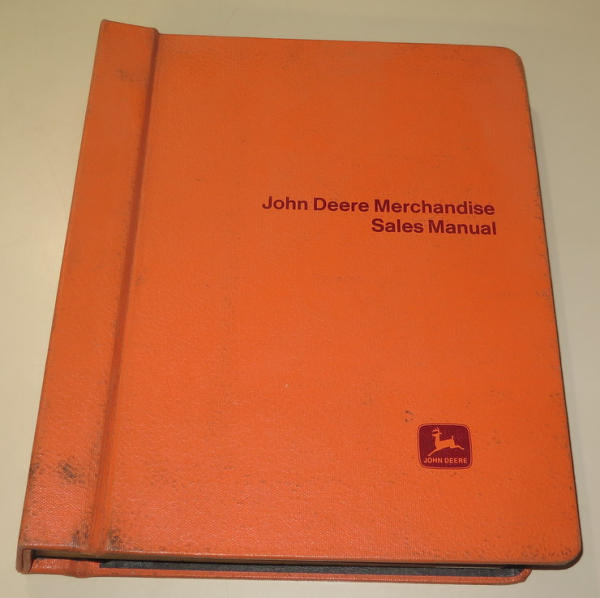 John Deere Merchandise
Sales Manual
JOHN DEERE